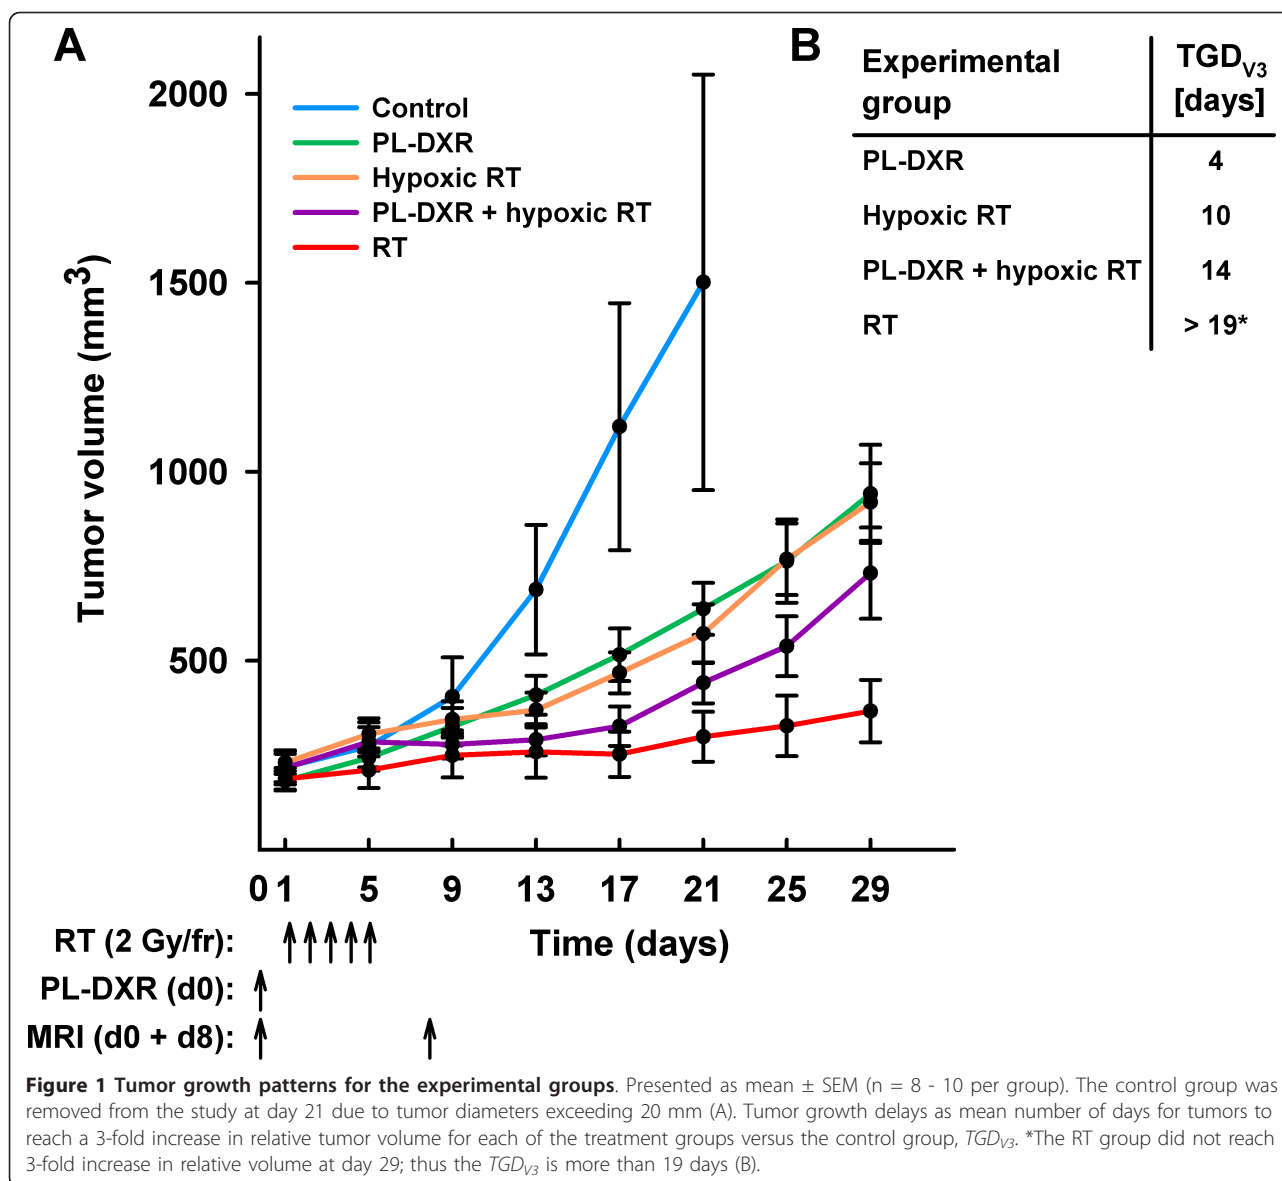 A
2000
1500
1000
500
Tumor volume (mm3)
Control
PL-DXR
Hypoxic RT
PL-DXR + hypoxic RT
RT
0 1 5 9 13 17 21 25 29
Time (days)
RT (2 Gy/fr):
PL-DXR (d0):
MRI (d0 + d8):
B
Experimental group TGDV3 [days]
PL-DXR 4
Hypoxic RT 10
PL-DXR + hypoxic RT 14
RT > 19*
Figure 1 Tumor growth patterns for the experimental groups. Presented as mean ± SEM (n = 8 - 10 per group). The control group was
removed from the study at day 21 due to tumor diameters exceeding 20 mm (A). Tumor growth delays as mean number of days for tumors to
reach a 3-fold increase in relative tumor volume for each of the treatment groups versus the control group, TGDV3. *The RT group did not reach
3-fold increase in relative volume at day 29; thus the TGDV3 is more than 19 days (B).